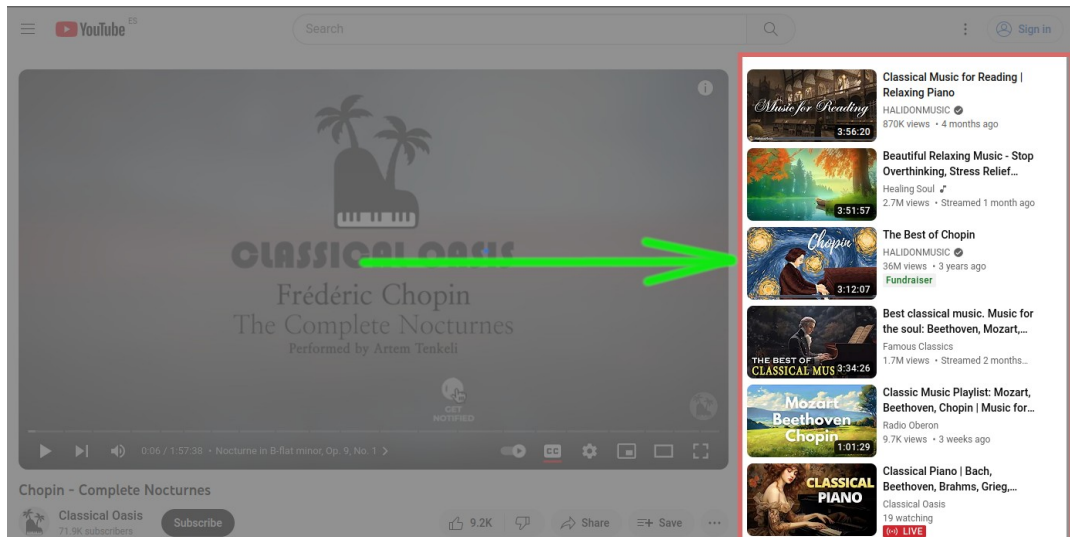 YouTube ES
Search
Sign in
CLASSICAL OASIS
Frédéric Chopin
The Complete Nocturnes
Performed by Artem Tenkeli
GET
NOTIFIED
0:06 / 1:57:38 • Nocturne in B-flat minor, Op. 9, No. 1
CC
Chopin - Complete Nocturnes
Classical Oasis
71.9K subscribers
Subscribe
9.2K
Share
Save
Music for Reading
3:56:20
Classical Music for Reading |
Relaxing Piano
HALIDONMUSIC
870K views • 4 months ago
3:51:57
Beautiful Relaxing Music - Stop
Overthinking, Stress Relief...
Healing Soul
2.7M views • Streamed 1 month ago
Chopin
3:12:07
The Best of Chopin
HALIDONMUSIC
36M views • 3 years ago
Fundraiser
THE BEST OF
CLASSICAL MUS
3:34:26
Best classical music. Music for
the soul: Beethoven, Mozart,...
Famous Classics
1.7M views • Streamed 2 months...
Mozart
Beethoven
Chopin
1:01:29
Classic Music Playlist: Mozart,
Beethoven, Chopin | Music for...
Radio Oberon
9.7K views • 3 weeks ago
CLASSICAL
PIANO
Classical Piano | Bach,
Beethoven, Brahms, Grieg,...
Classical Oasis
19 watching
LIVE